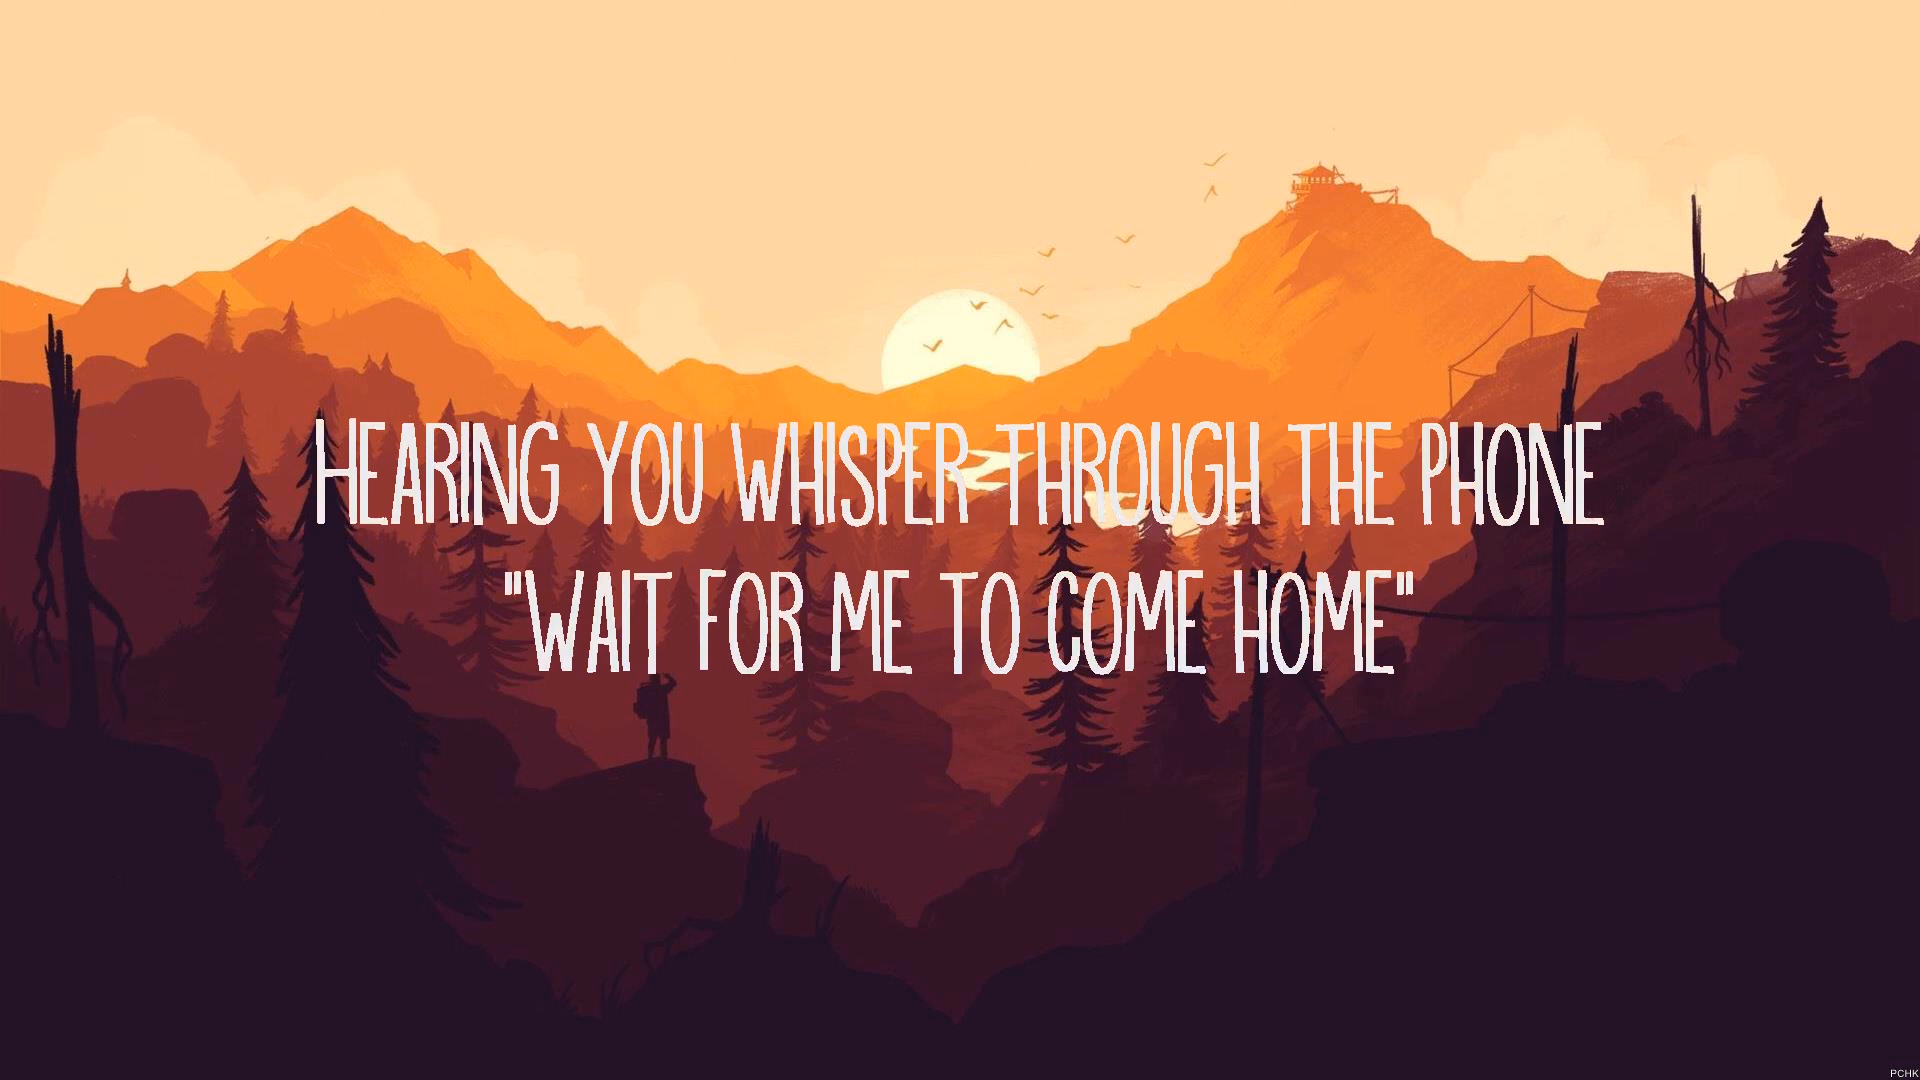 HEARING YOU WHISPER THROUGH THE PHONE
"WAIT FOR ME TO COME HOME"
PCHK